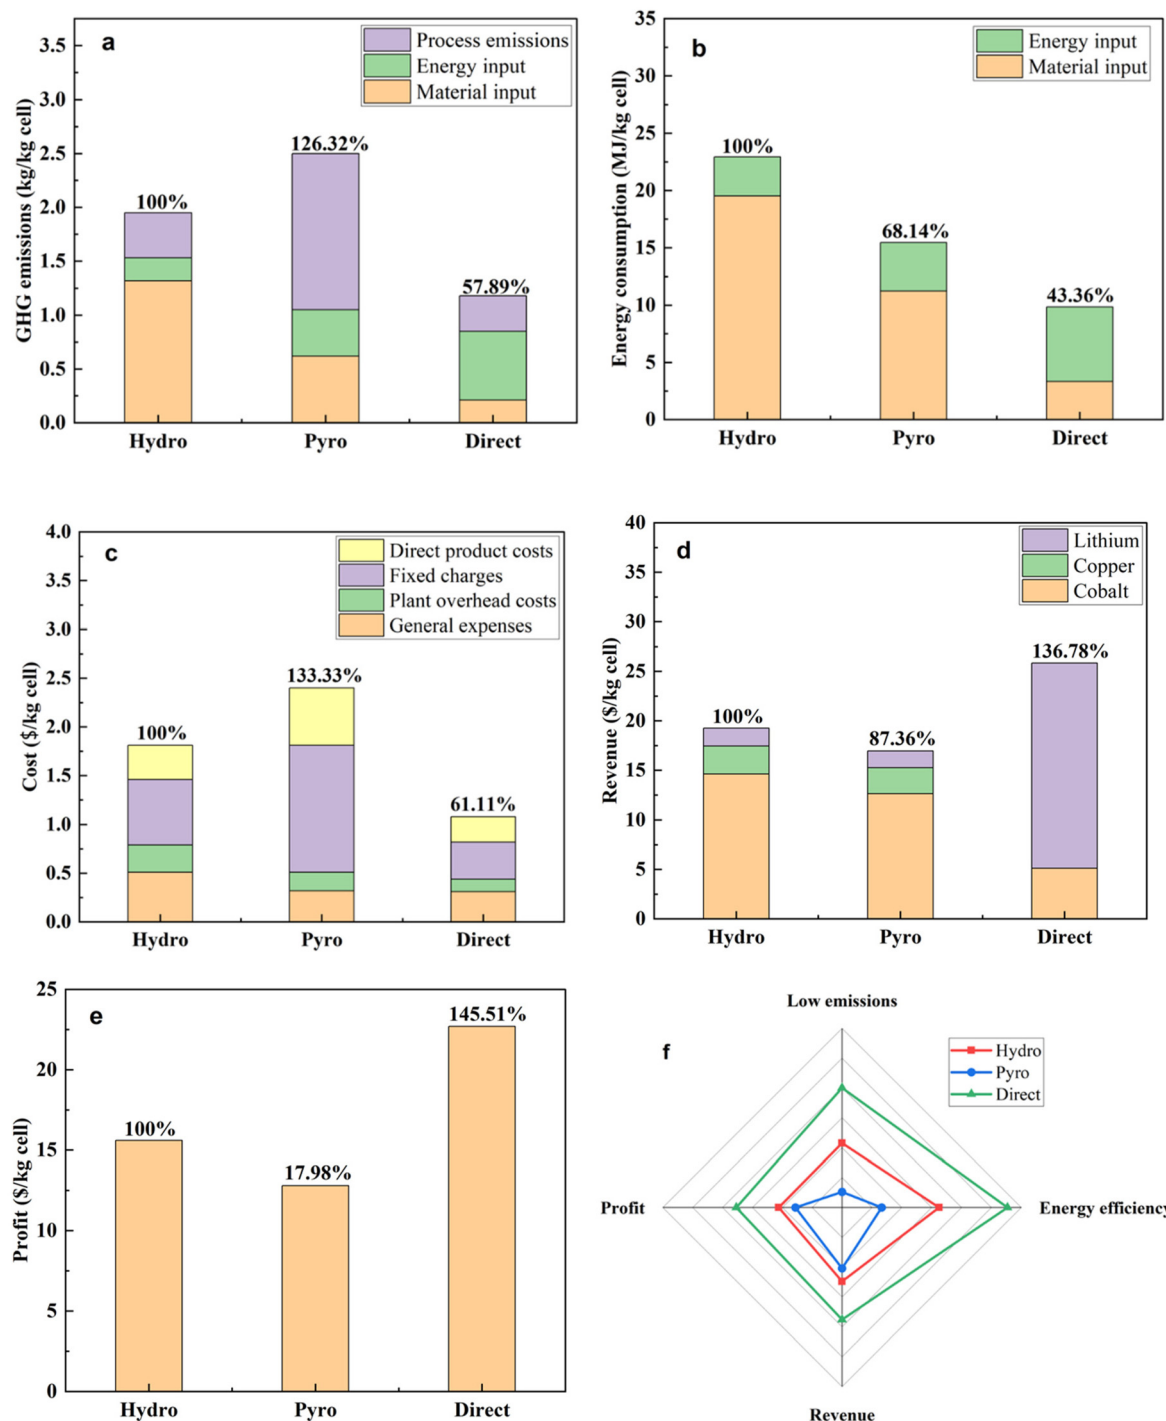 a
Process emissions
Energy input
Material input
GHG emissions (kg/kg cell)
3.5
3.0
2.5
2.0
1.5
1.0
0.5
0.0
100%
126.32%
57.89%
Hydro
Pyro
Direct
b
Energy input
Material input
Energy consumption (MJ/kg cell)
35
30
25
20
15
10
5
0
100%
68.14%
43.36%
Hydro
Pyro
Direct
c
Direct product costs
Fixed charges
Plant overhead costs
General expenses
Cost ($/kg cell)
4.0
3.5
3.0
2.5
2.0
1.5
1.0
0.5
0.0
100%
133.33%
61.11%
Hydro
Pyro
Direct
d
Lithium
Copper
Cobalt
Revenue ($/kg cell)
40
35
30
25
20
15
10
5
0
100%
87.36%
136.78%
Hydro
Pyro
Direct
e
Profit ($/kg cell)
25
20
15
10
5
0
100%
17.98%
145.51%
Hydro
Pyro
Direct
f
Low emissions
Hydro
Pyro
Direct
Profit
Energy efficiency
Revenue